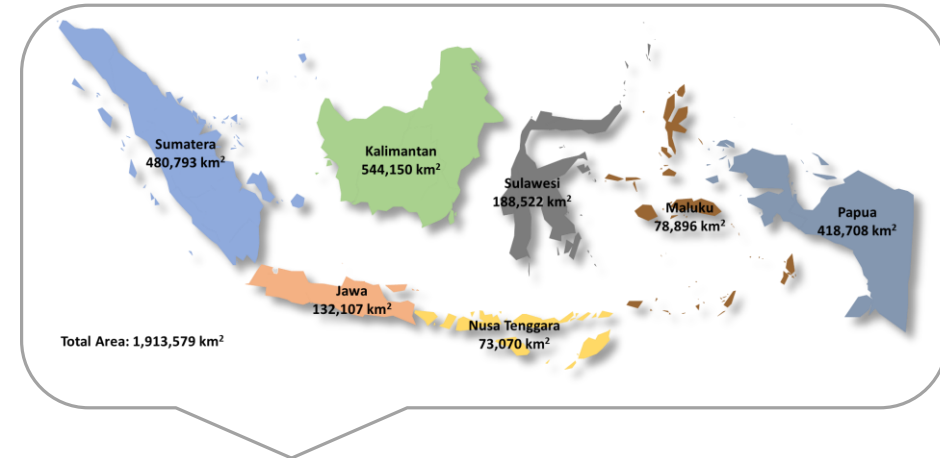 Sumatera
480,793 km²
Kalimantan
544,150 km²
Sulawesi
188,522 km²
Maluku
78,896 km²
Papua
418,708 km²
Jawa
132,107 km²
Nusa Tenggara
73,070 km²
Total Area: 1,913,579 km²